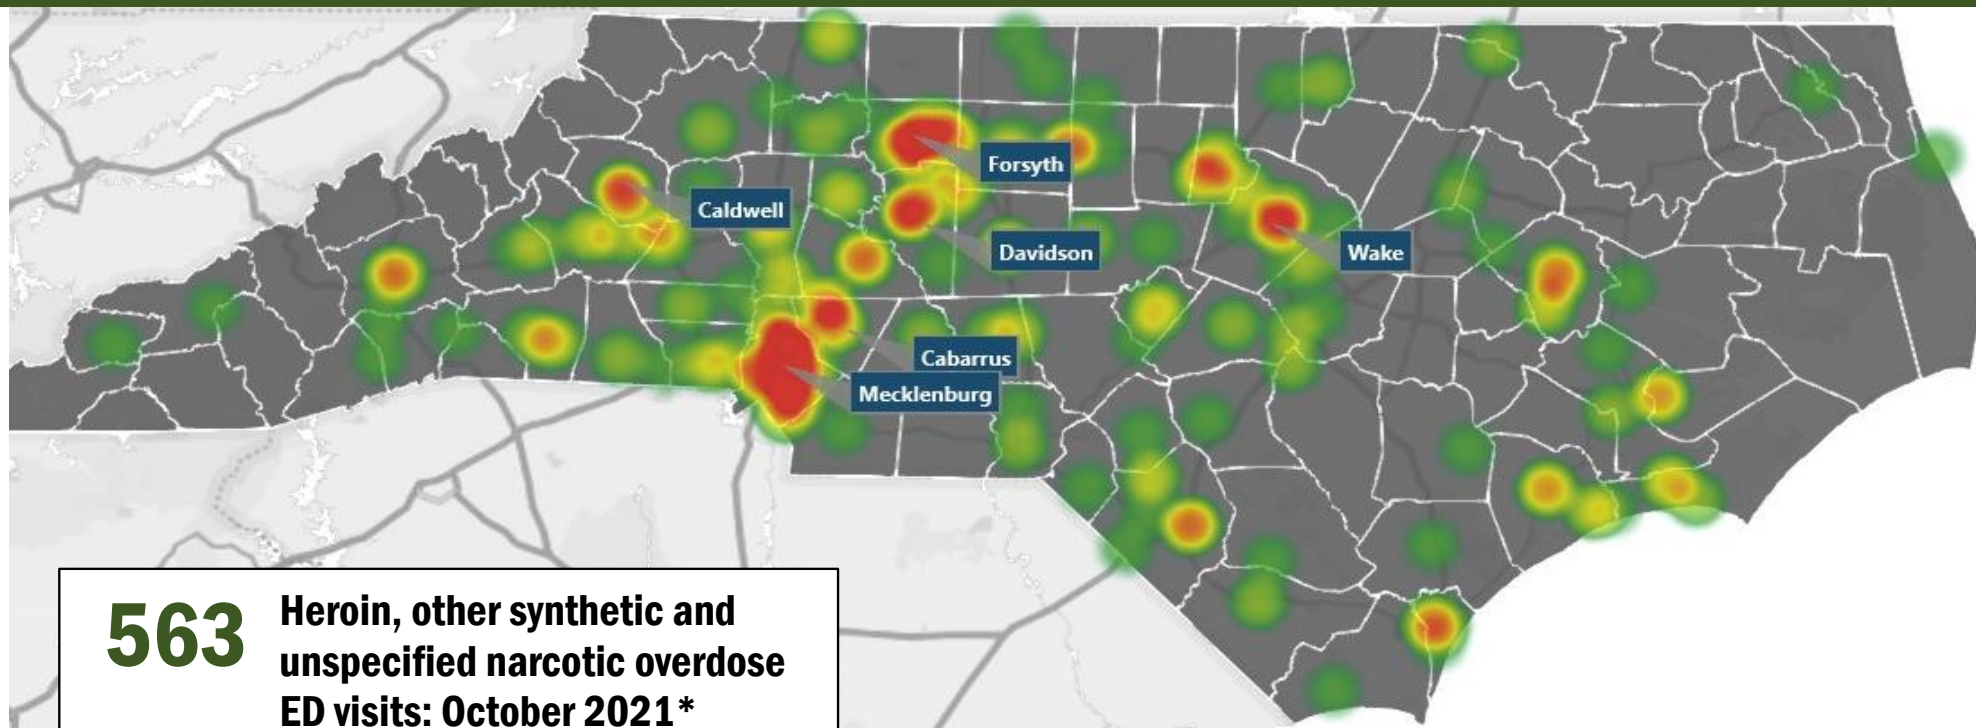 Forsyth
Caldwell
Davidson
Wake
Cabarrus
Mecklenburg
563
Heroin, other synthetic and
unspecified narcotic overdose
ED visits: October 2021*